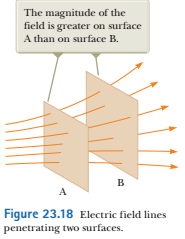 The magnitude of the
field is greater on surface
A than on surface B.
A
B
Figure 23.18 Electric field lines
penetrating two surfaces.